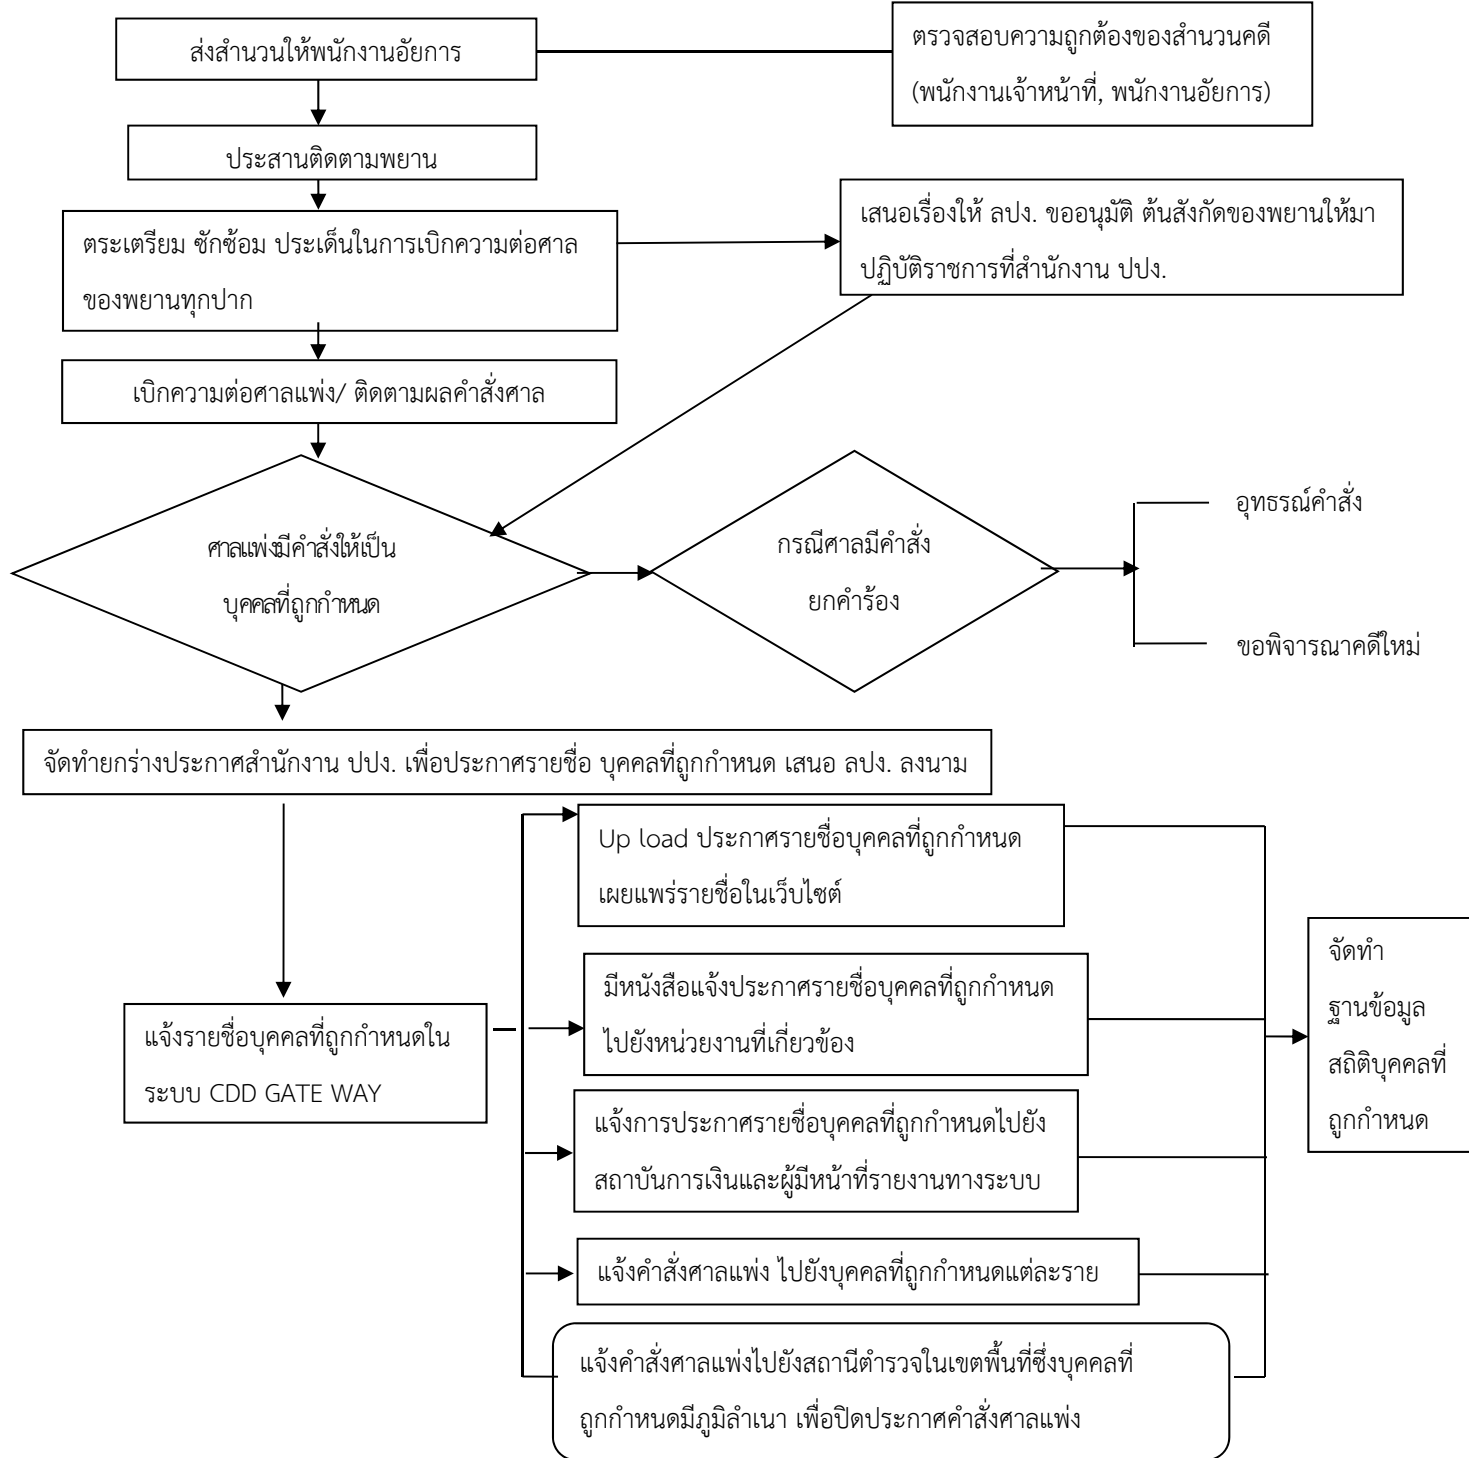 ส่งสำนวนให้พนักงานอัยการ
ตรวจสอบความถูกต้องของสำนวนคดี
(พนักงานเจ้าหน้าที่, พนักงานอัยการ)
ประสานติดตามพยาน
ตระเตรียม ซักซ้อม ประเด็นในการเบิกความต่อศาล
ของพยานทุกปาก
เสนอเรื่องให้ ลปง. ขออนุมัติ ต้นสังกัดของพยานให้มา
ปฏิบัติราชการที่สำนักงาน ปปง.
เบิกความต่อศาลแพ่ง/ ติดตามผลคำสั่งศาล
ศาลแพ่งมีคำสั่งให้เป็น
บุคคลที่ถูกกำหนด
กรณีศาลมีคำสั่ง
ยกคำร้อง
อุทธรณ์คำสั่ง
ขอพิจารณาคดีใหม่
จัดทำยกร่างประกาศสำนักงาน ปปง. เพื่อประกาศรายชื่อ บุคคลที่ถูกกำหนด เสนอ ลปง. ลงนาม
แจ้งรายชื่อบุคคลที่ถูกกำหนดใน
ระบบ CDD GATE WAY
Up load ประกาศรายชื่อบุคคลที่ถูกกำหนด
เผยแพร่รายชื่อในเว็บไซต์
มีหนังสือแจ้งประกาศรายชื่อบุคคลที่ถูกกำหนด
ไปยังหน่วยงานที่เกี่ยวข้อง
แจ้งการประกาศรายชื่อบุคคลที่ถูกกำหนดไปยัง
สถาบันการเงินและผู้มีหน้าที่รายงานทางระบบ
แจ้งคำสั่งศาลแพ่ง ไปยังบุคคลที่ถูกกำหนดแต่ละราย
แจ้งคำสั่งศาลแพ่งไปยังสถานีตำรวจในเขตพื้นที่ซึ่งบุคคลที่
ถูกกำหนดมีภูมิลำเนา เพื่อปิดประกาศคำสั่งศาลแพ่ง
จัดทำ
ฐานข้อมูล
สถิติบุคคลที่
ถูกกำหนด